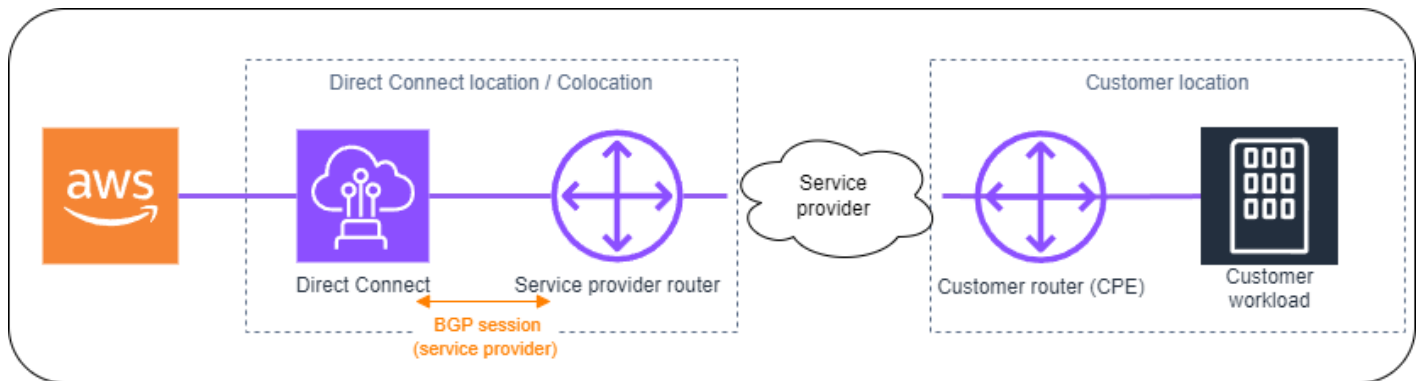 Direct Connect location / Colocation
Customer location
aws
Service
provider
Direct Connect
Service provider router
Customer router (CPE)
Customer
workload
BGP session
(service provider)